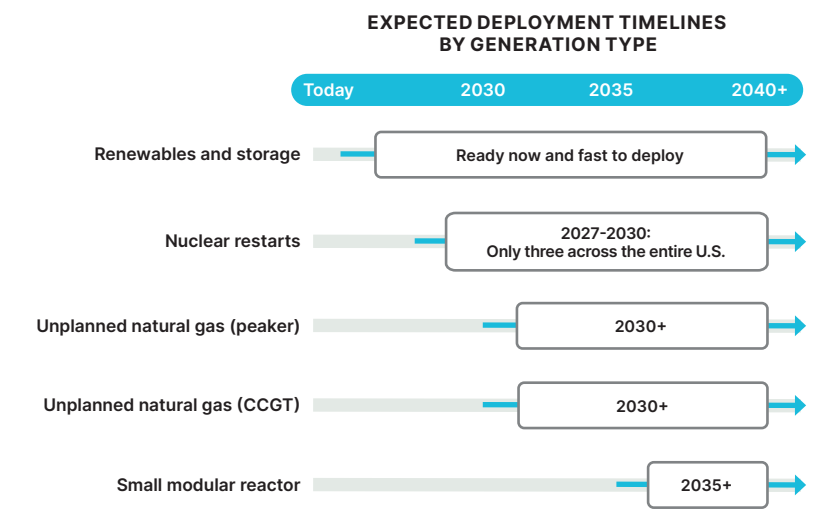 EXPECTED DEPLOYMENT TIMELINES
BY GENERATION TYPE
Today 2030 2035 2040+
Renewables and storage Ready now and fast to deploy
Nuclear restarts 2027-2030:
Only three across the entire U.S.
Unplanned natural gas (peaker) 2030+
Unplanned natural gas (CCGT) 2030+
Small modular reactor 2035+